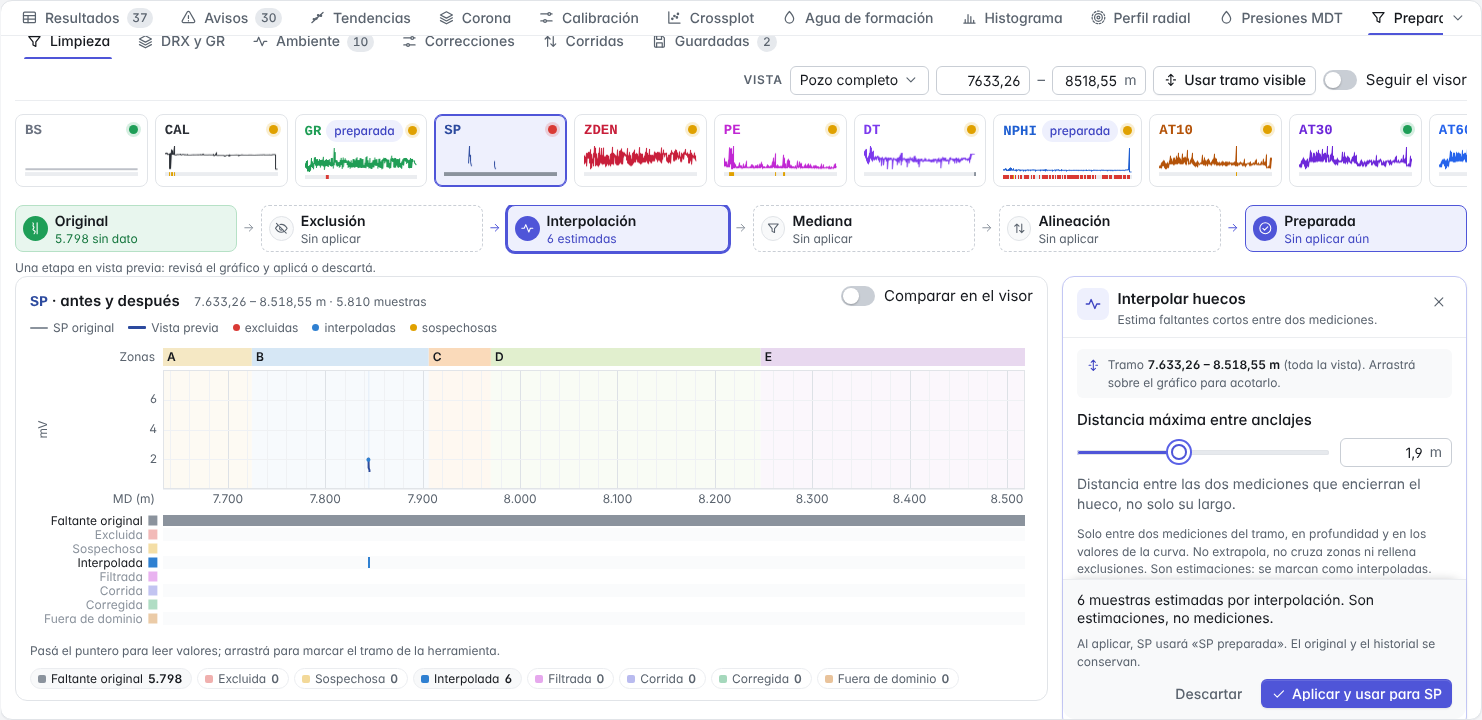 Resultados 37 Avisos 30 Tendencias Corona Calibración Crossplot Agua de formación Histograma Perfil radial Presiones MDT
Limpieza DRX y GR Ambiente 10 Correcciones Corridas Guardadas 2
VISTA Pozo completo 7633,26 – 8518,55 m Usar tramo visible Seguir el visor
BS CAL GR preparada SP ZDEN PE DT NPHI preparada AT10 AT30
Original Exclusión Interpolación Mediana Alineación Preparada
5.798 sin dato Sin aplicar 6 estimadas Sin aplicar Sin aplicar Sin aplicar aún
Una etapa en vista previa: revisá el gráfico y aplicá o descartá.
SP · antes y después 7.633,26 – 8.518,55 m · 5.810 muestras Comparar en el visor
SP original Vista previa excluidas interpoladas sospechosas
Zonas A B C D E
mV
6
4
2
MD (m) 7.700 7.800 7.900 8.000 8.100 8.200 8.300 8.400 8.500
Faltante original
Excluida
Sospechosa
Interpolada
Filtrada
Corrida
Corregida
Fuera de dominio
Pasá el puntero para leer valores; arrastrá para marcar el tramo de la herramienta.
Faltante original 5.798 Excluida 0 Sospechosa 0 Interpolada 6 Filtrada 0 Corrida 0 Corregida 0 Fuera de dominio 0
Interpolar huecos
Estima faltantes cortos entre dos mediciones.
Tramo 7.633,26 – 8.518,55 m (toda la vista). Arrastrá
sobre el gráfico para acotarlo.
Distancia máxima entre anclajes
1,9 m
Distancia entre las dos mediciones que encierran el
hueco, no solo su largo.
Solo entre dos mediciones del tramo, en profundidad y en los
valores de la curva. No extrapola, no cruza zonas ni rellena
exclusiones. Son estimaciones: se marcan como interpoladas.
6 muestras estimadas por interpolación. Son
estimaciones, no mediciones.
Al aplicar, SP usará «SP preparada». El original y el historial se
conservan.
Descartar Aplicar y usar para SP